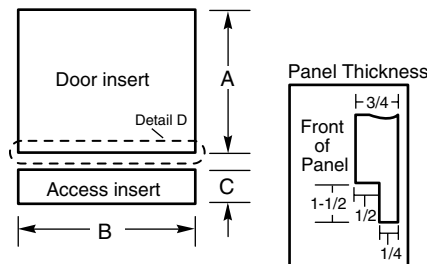 Door insert
Detail D
A
Access insert
C
B
Panel Thickness
3/4
Front
of
Panel
1-1/2
1/2
1/4